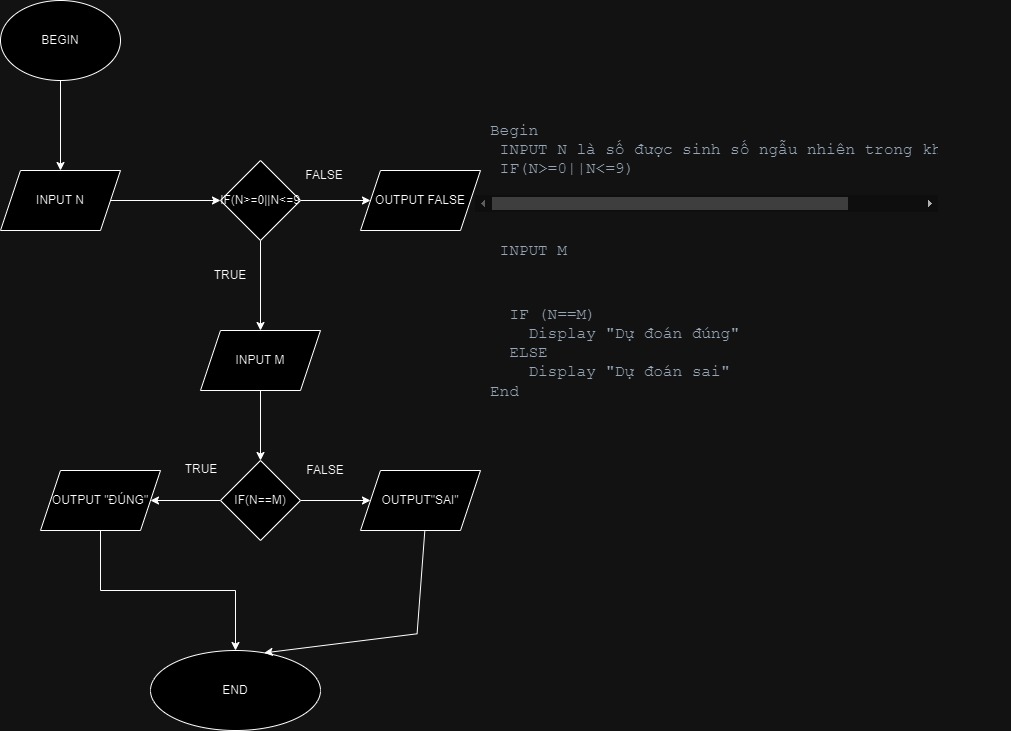 BEGIN
INPUT N
IF(N>=0||N<=9
FALSE
OUTPUT FALSE
TRUE
INPUT M
TRUE
FALSE
OUTPUT "ĐÚNG"
IF(N==M)
OUTPUT"SAI"
END
Begin
INPUT N là số được sinh số ngẫu nhiên trong kh
IF(N>=0||N<=9)
INPUT M
IF (N==M)
Display "Dự đoán đúng"
ELSE
Display "Dự đoán sai"
End